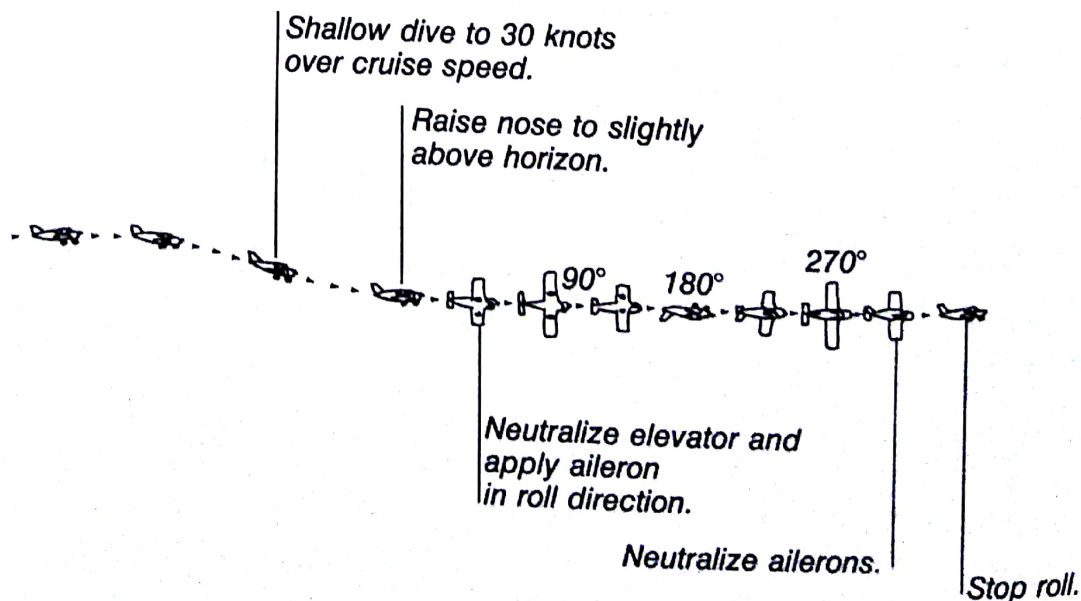 Shallow dive to 30 knots
over cruise speed.
Raise nose to slightly
above horizon.
90°
180°
270°
Neutralize elevator and
apply aileron
in roll direction.
Neutralize ailerons.
Stop roll.